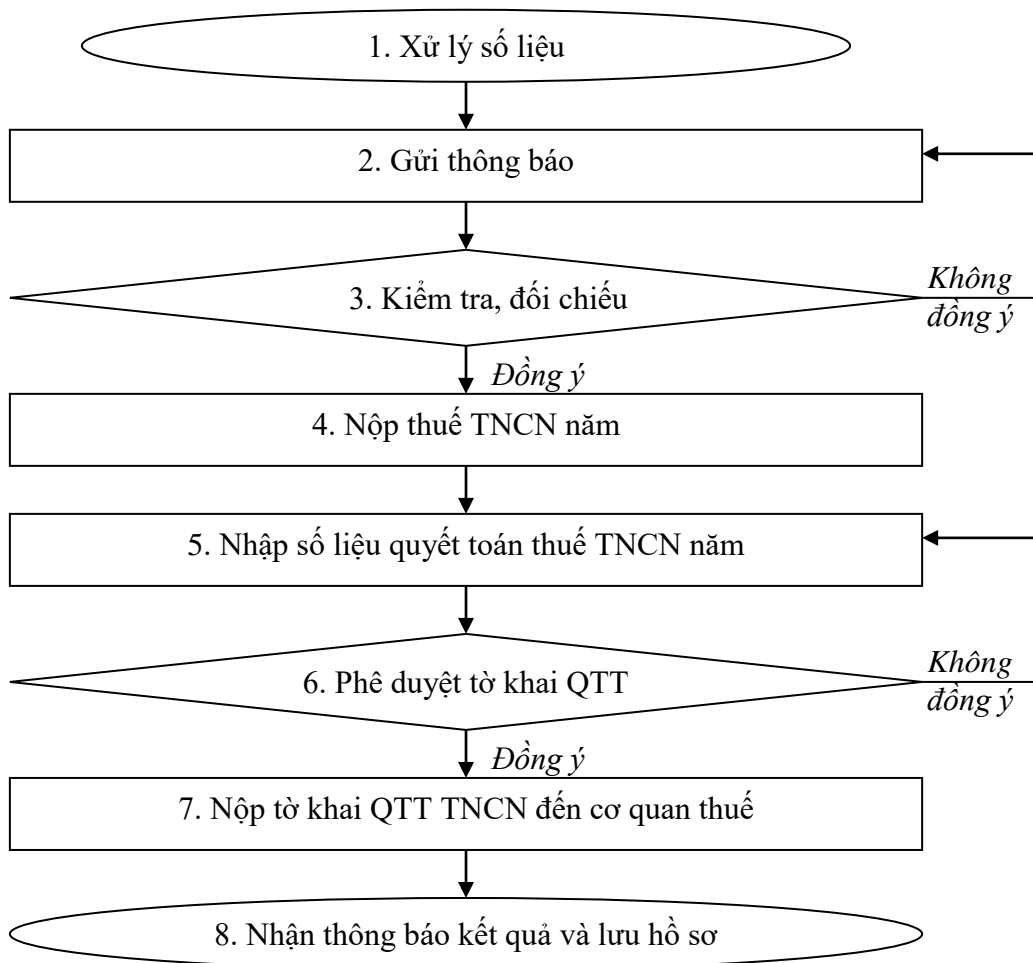 1. Xử lý số liệu
2. Gửi thông báo
3. Kiểm tra, đối chiếu
Không
đồng ý
Đồng ý
4. Nộp thuế TNCN năm
5. Nhập số liệu quyết toán thuế TNCN năm
6. Phê duyệt tờ khai QTT
Không
đồng ý
Đồng ý
7. Nộp tờ khai QTT TNCN đến cơ quan thuế
8. Nhận thông báo kết quả và lưu hồ sơ